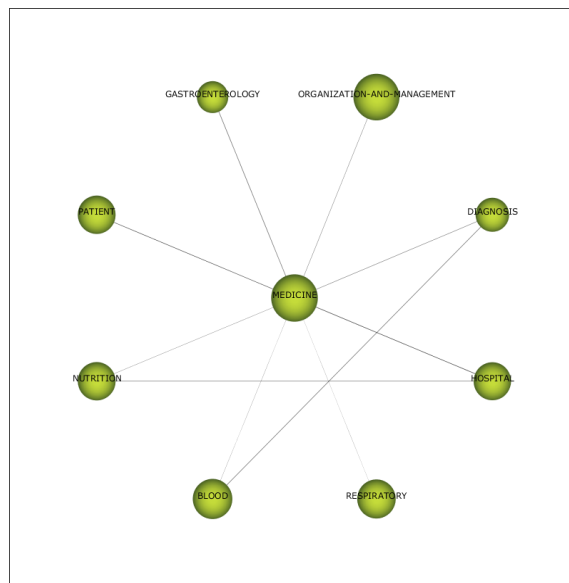 GASTROENTEROLOGY
ORGANIZATION-AND-MANAGEMENT
PATIENT
DIAGNOSIS
MEDICINE
NUTRITION
HOSPITAL
BLOOD
RESPIRATORY